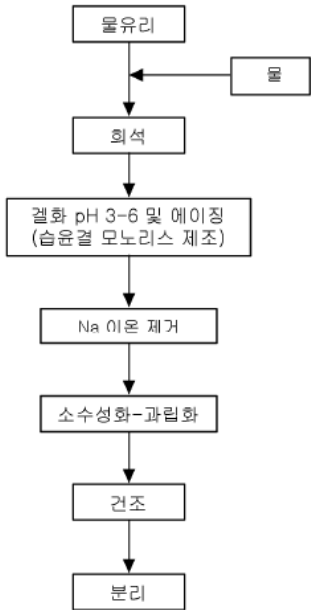 물유리
물
희석
겔화 pH 3-6 및 에이징
(습윤결 모노리스 제조)
Na 이온 제거
소수성화-과립화
건조
분리